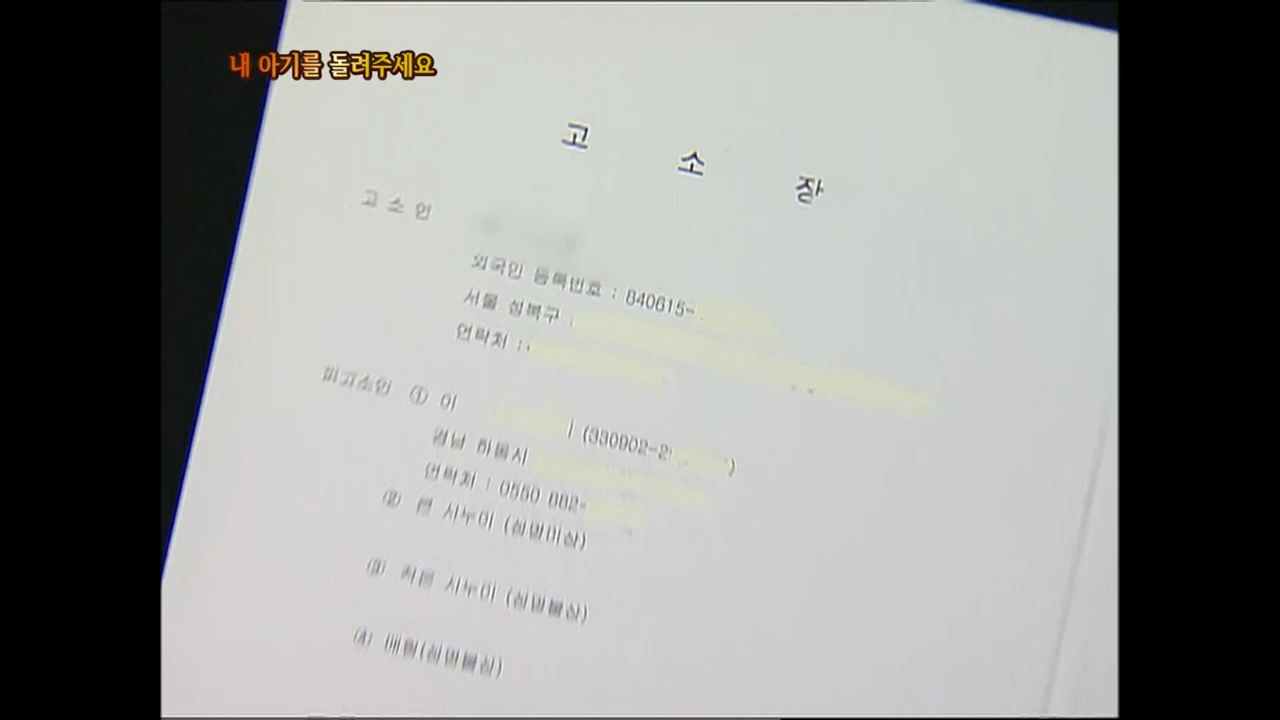 내 아기를 돌려주세요
고 소 장
고 소 인
외국인 등록번호 : 840615-
서울 성북구
연락처 :
피고소인 ① 이 (330902-2 )
경남 하동시
연락처 : 0550 882-
② 큰 시누이 (성명미상)
③ 작은 시누이 (성명불상)
④ 매형(성명불상)